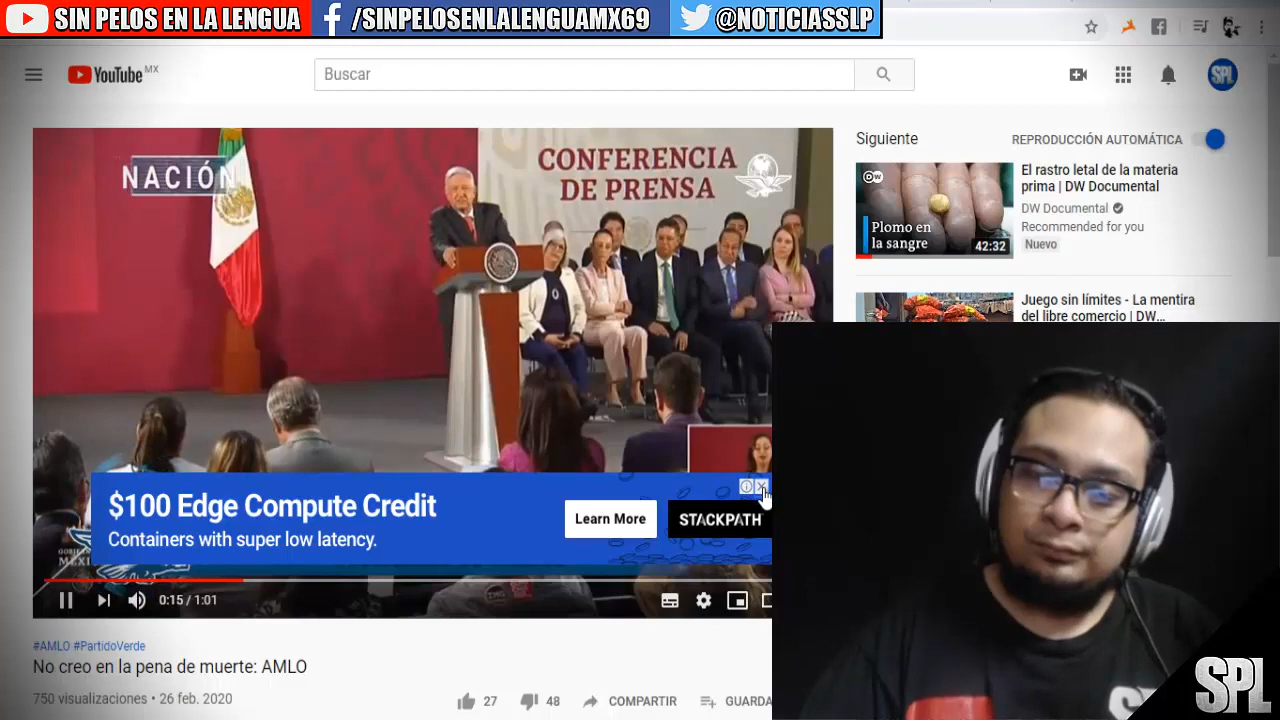 SIN PELOS EN LA LENGUA
/SINPELOSENLALENGUAMX69
@NOTICIASSLP
YouTube MX
Buscar
SPL
NACIÓN
CONFERENCIA
DE PRENSA
Siguiente
REPRODUCCIÓN AUTOMÁTICA
DW
Plomo en
la sangre
42:32
El rastro letal de la materia
prima | DW Documental
DW Documental
Recommended for you
Nuevo
Juego sin límites - La mentira
del libre comercio | DW...
$100 Edge Compute Credit
Containers with super low latency.
Learn More
STACKPATH
0:15 / 1:01
#AMLO #PartidoVerde
No creo en la pena de muerte: AMLO
750 visualizaciones • 26 feb. 2020
27
48
COMPARTIR
GUARDA
SPL